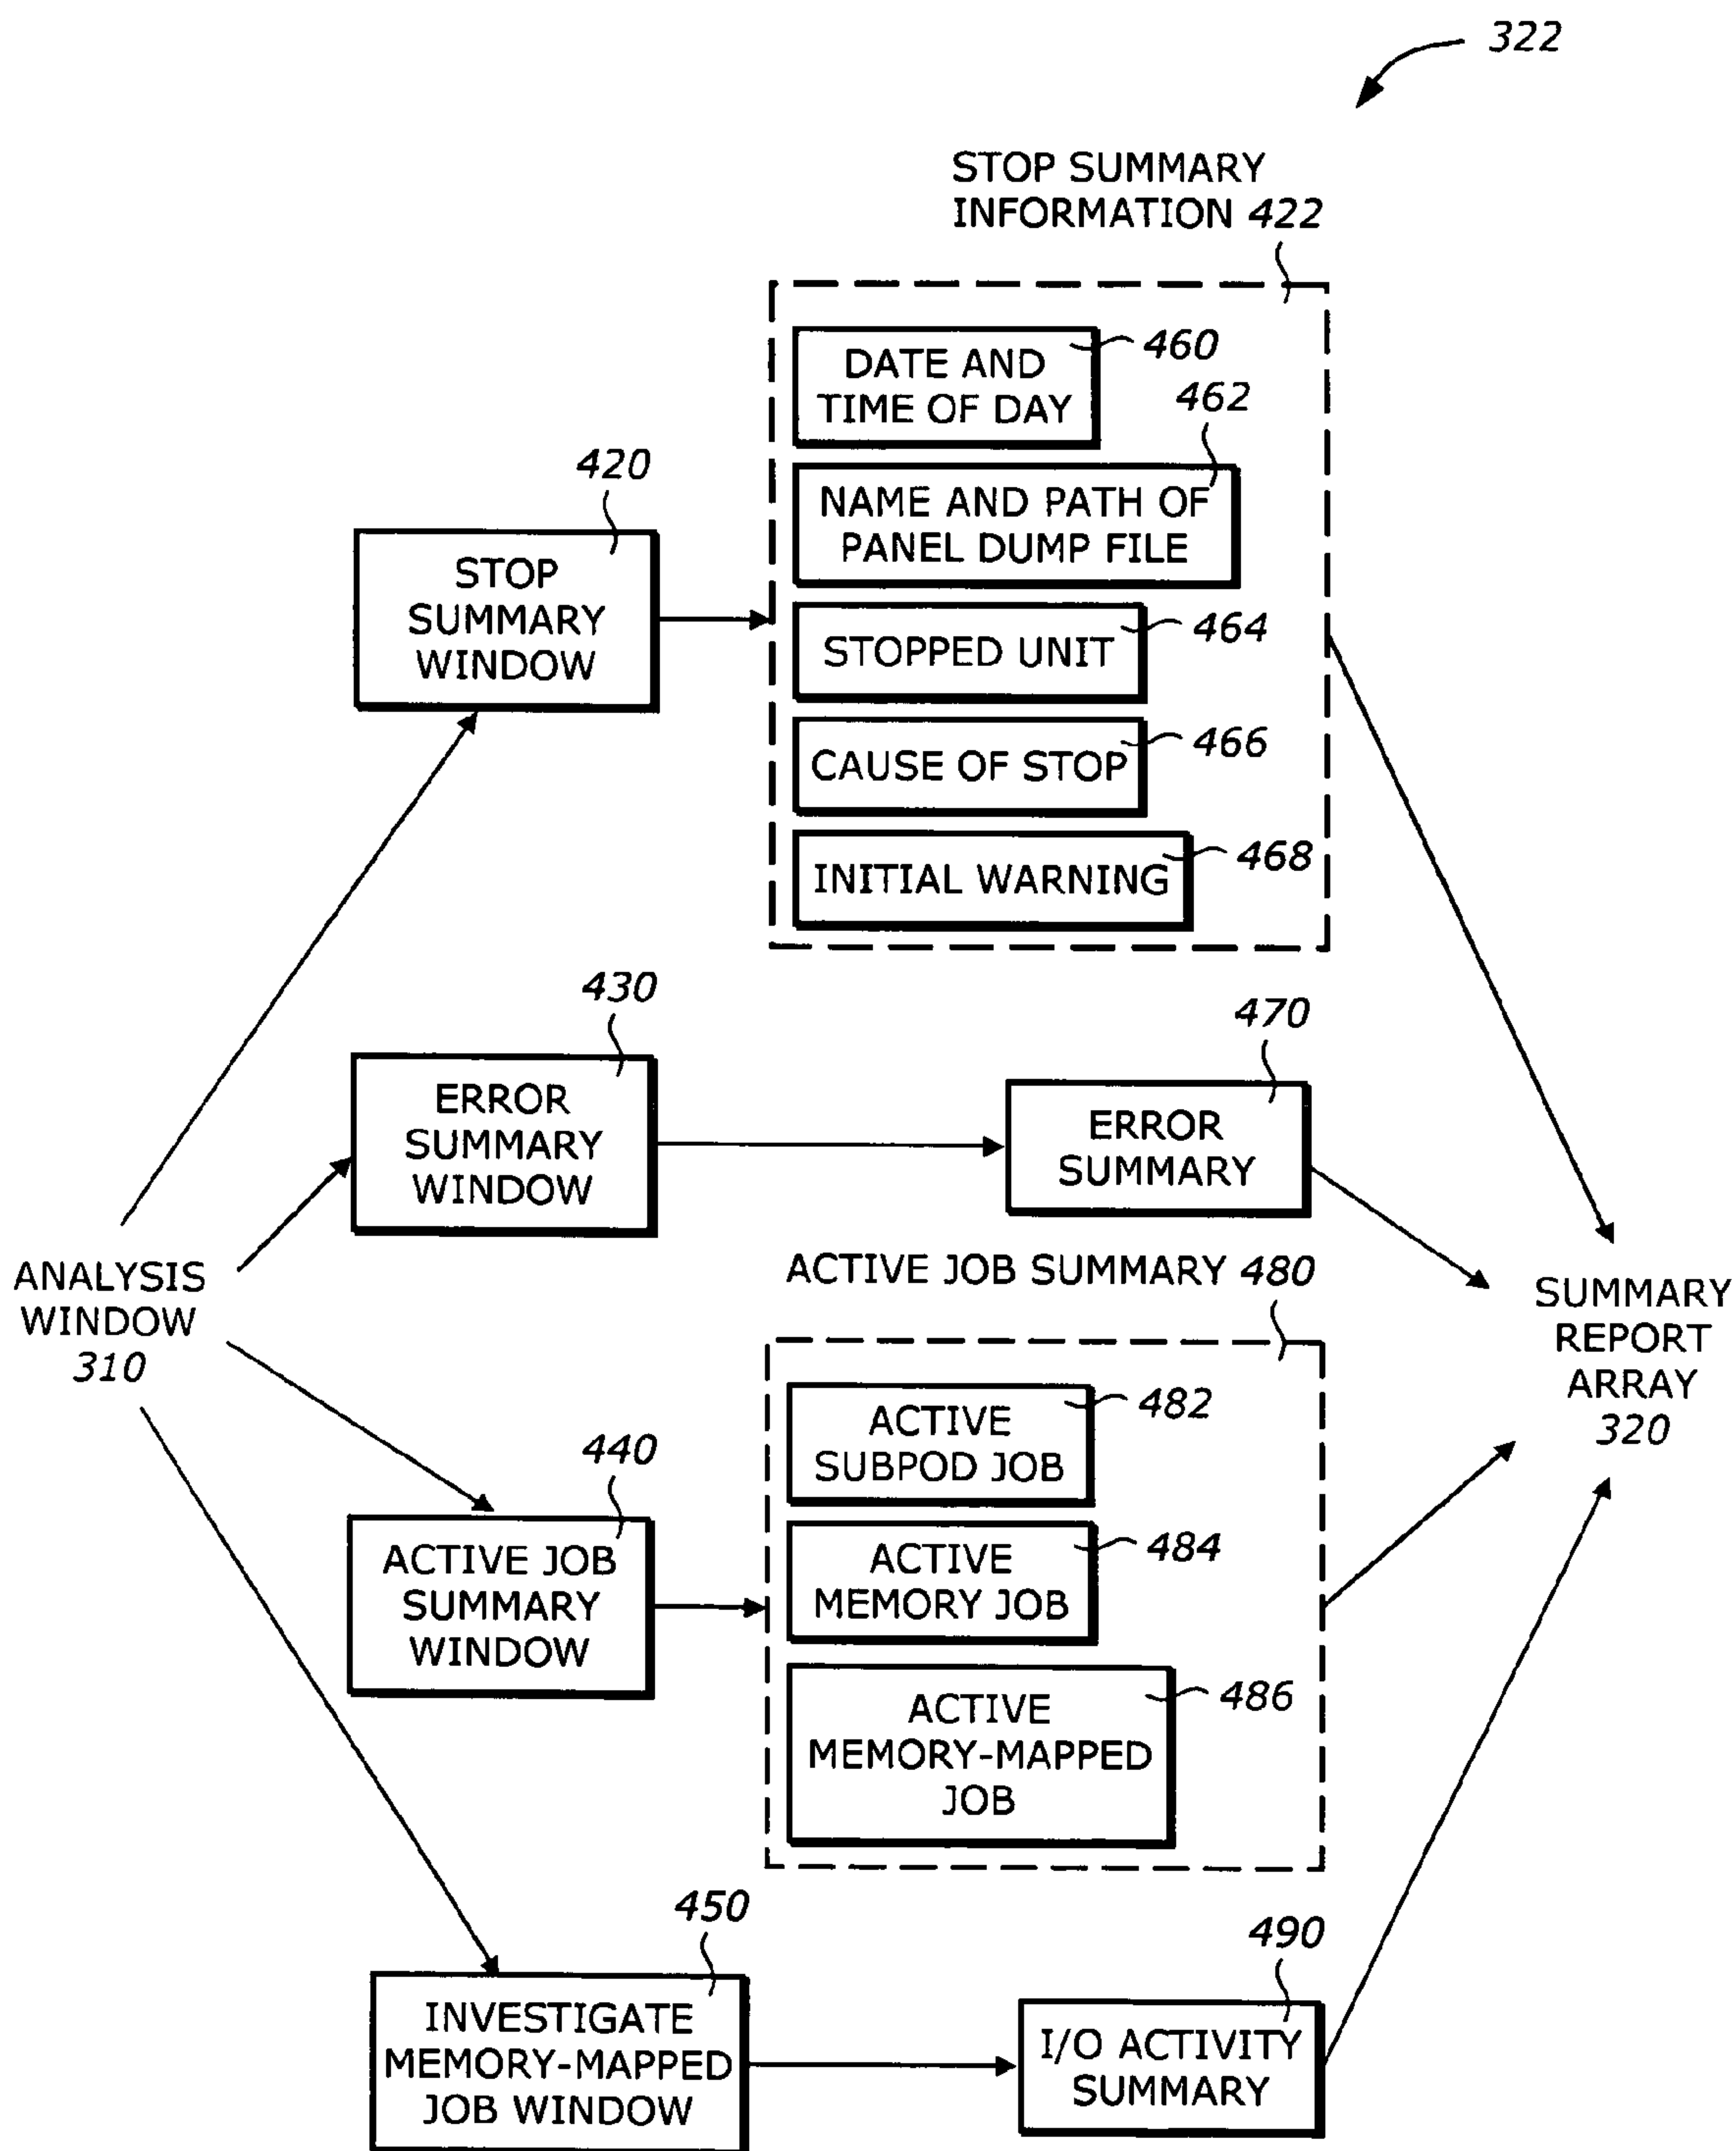 322
STOP SUMMARY
INFORMATION 422
460
DATE AND
TIME OF DAY
462
NAME AND PATH OF
PANEL DUMP FILE
420
STOP
SUMMARY
WINDOW
464
STOPPED UNIT
466
CAUSE OF STOP
468
INITIAL WARNING
430
ERROR
SUMMARY
WINDOW
470
ERROR
SUMMARY
ANALYSIS
WINDOW
310
ACTIVE JOB SUMMARY 480
SUMMARY
REPORT
ARRAY
320
482
ACTIVE
SUBPOD JOB
440
ACTIVE JOB
SUMMARY
WINDOW
484
ACTIVE
MEMORY JOB
486
ACTIVE
MEMORY-MAPPED
JOB
450
INVESTIGATE
MEMORY-MAPPED
JOB WINDOW
490
I/O ACTIVITY
SUMMARY